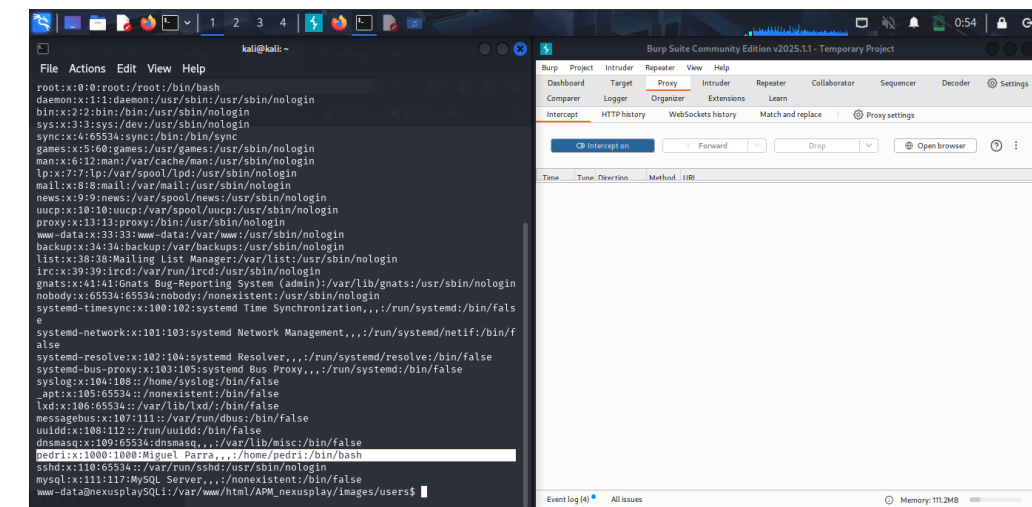 1 2 3 4
0:54
kali@kali: ~
File Actions Edit View Help
root:x:0:0:root:/root:/bin/bash
daemon:x:1:1:daemon:/usr/sbin:/usr/sbin/nologin
bin:x:2:2:bin:/bin:/usr/sbin/nologin
sys:x:3:3:sys:/dev:/usr/sbin/nologin
sync:x:4:65534:sync:/bin:/bin/sync
games:x:5:60:games:/usr/games:/usr/sbin/nologin
man:x:6:12:man:/var/cache/man:/usr/sbin/nologin
lp:x:7:7:lp:/var/spool/lpd:/usr/sbin/nologin
mail:x:8:8:mail:/var/mail:/usr/sbin/nologin
news:x:9:9:news:/var/spool/news:/usr/sbin/nologin
uucp:x:10:10:uucp:/var/spool/uucp:/usr/sbin/nologin
proxy:x:13:13:proxy:/bin:/usr/sbin/nologin
www-data:x:33:33:www-data:/var/www:/usr/sbin/nologin
backup:x:34:34:backup:/var/backups:/usr/sbin/nologin
list:x:38:38:Mailing List Manager:/var/list:/usr/sbin/nologin
irc:x:39:39:ircd:/var/run/ircd:/usr/sbin/nologin
gnats:x:41:41:Gnats Bug-Reporting System (admin):/var/lib/gnats:/usr/sbin/nologin
nobody:x:65534:65534:nobody:/nonexistent:/usr/sbin/nologin
systemd-timesync:x:100:102:systemd Time Synchronization,,,:/run/systemd:/bin/fals
e
systemd-network:x:101:103:systemd Network Management,,,:/run/systemd/netif:/bin/f
alse
systemd-resolve:x:102:104:systemd Resolver,,,:/run/systemd/resolve:/bin/false
systemd-bus-proxy:x:103:105:systemd Bus Proxy,,,:/run/systemd:/bin/false
syslog:x:104:108::/home/syslog:/bin/false
_apt:x:105:65534::/nonexistent:/bin/false
lxd:x:106:65534::/var/lib/lxd/:/bin/false
messagebus:x:107:111::/var/run/dbus:/bin/false
uuidd:x:108:112::/run/uuidd:/bin/false
dnsmasq:x:109:65534:dnsmasq,,,:/var/lib/misc:/bin/false
pedri:x:1000:1000:Miguel Parra,,,:/home/pedri:/bin/bash
sshd:x:110:65534::/var/run/sshd:/usr/sbin/nologin
mysql:x:111:117:MySQL Server,,,:/nonexistent:/bin/false
www-data@nexusplaySQLi:/var/www/html/APM_nexusplay/images/users$
Burp Suite Community Edition v2025.1.1 - Temporary Project
Burp Project Intruder Repeater View Help
Dashboard Target Proxy Intruder Repeater Collaborator Sequencer Decoder Settings
Comparer Logger Organizer Extensions Learn
Intercept HTTP history WebSockets history Match and replace Proxy settings
Intercept on Forward Drop Open browser
Time Type Direction Method URL
Event log (4) All issues Memory: 111.2MB